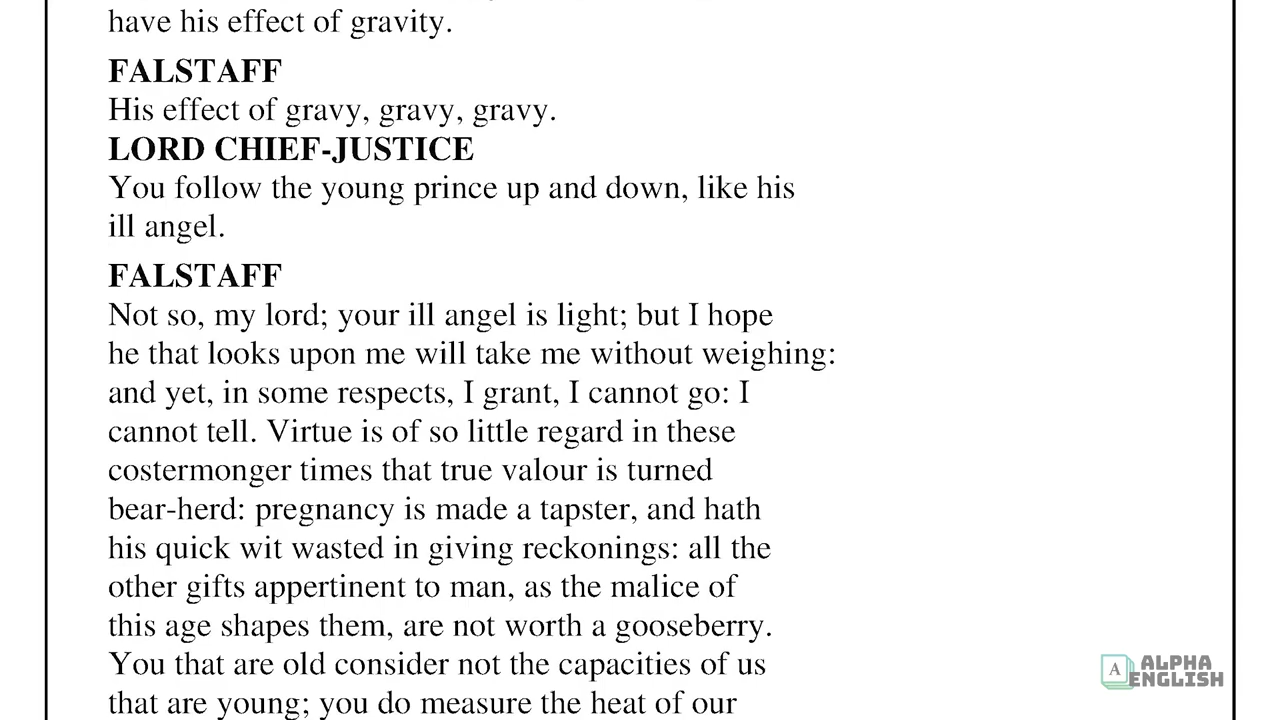 have his effect of gravity.
FALSTAFF
His effect of gravy, gravy, gravy.
LORD CHIEF-JUSTICE
You follow the young prince up and down, like his
ill angel.
FALSTAFF
Not so, my lord; your ill angel is light; but I hope
he that looks upon me will take me without weighing:
and yet, in some respects, I grant, I cannot go: I
cannot tell. Virtue is of so little regard in these
costermonger times that true valour is turned
bear-herd: pregnancy is made a tapster, and hath
his quick wit wasted in giving reckonings: all the
other gifts appertinent to man, as the malice of
this age shapes them, are not worth a gooseberry.
You that are old consider not the capacities of us
that are young; you do measure the heat of our
A ALPHA
ENGLISH